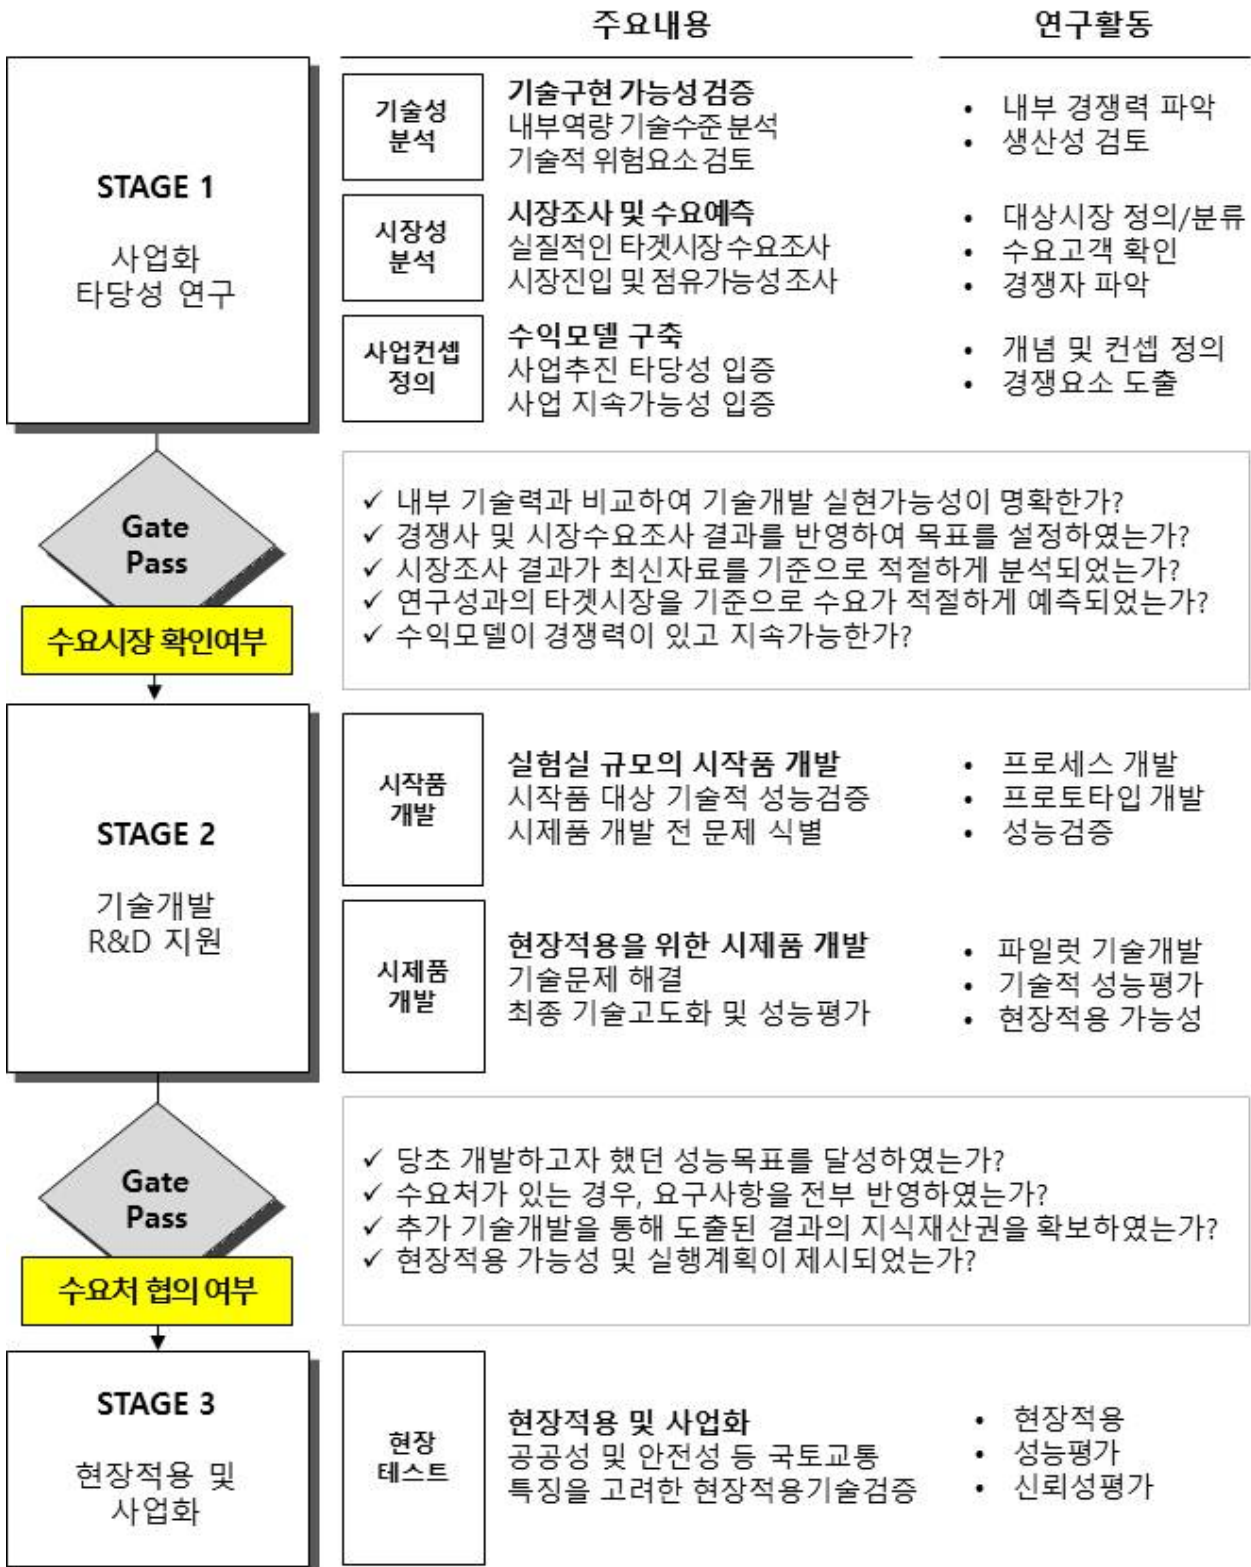 주요내용
연구활동
STAGE 1
사업화
타당성 연구
기술성
분석
기술구현 가능성 검증
내부역량 기술수준 분석
기술적 위험요소 검토
• 내부 경쟁력 파악
• 생산성 검토
시장성
분석
시장조사 및 수요예측
실질적인 타겟시장 수요조사
시장진입 및 점유가능성 조사
• 대상시장 정의/분류
• 수요고객 확인
• 경쟁자 파악
사업컨셉
정의
수익모델 구축
사업추진 타당성 입증
사업 지속가능성 입증
• 개념 및 컨셉 정의
• 경쟁요소 도출
Gate
Pass
수요시장 확인여부
✓ 내부 기술력과 비교하여 기술개발 실현가능성이 명확한가?
✓ 경쟁사 및 시장수요조사 결과를 반영하여 목표를 설정하였는가?
✓ 시장조사 결과가 최신자료를 기준으로 적절하게 분석되었는가?
✓ 연구성과의 타겟시장을 기준으로 수요가 적절하게 예측되었는가?
✓ 수익모델이 경쟁력이 있고 지속가능한가?
STAGE 2
기술개발
R&D 지원
시작품
개발
실험실 규모의 시작품 개발
시작품 대상 기술적 성능검증
시제품 개발 전 문제 식별
• 프로세스 개발
• 프로토타입 개발
• 성능검증
시제품
개발
현장적용을 위한 시제품 개발
기술문제 해결
최종 기술고도화 및 성능평가
• 파일럿 기술개발
• 기술적 성능평가
• 현장적용 가능성
Gate
Pass
수요처 협의 여부
✓ 당초 개발하고자 했던 성능목표를 달성하였는가?
✓ 수요처가 있는 경우, 요구사항을 전부 반영하였는가?
✓ 추가 기술개발을 통해 도출된 결과의 지식재산권을 확보하였는가?
✓ 현장적용 가능성 및 실행계획이 제시되었는가?
STAGE 3
현장적용 및
사업화
현장
테스트
현장적용 및 사업화
공공성 및 안전성 등 국토교통
특징을 고려한 현장적용기술검증
• 현장적용
• 성능평가
• 신뢰성평가